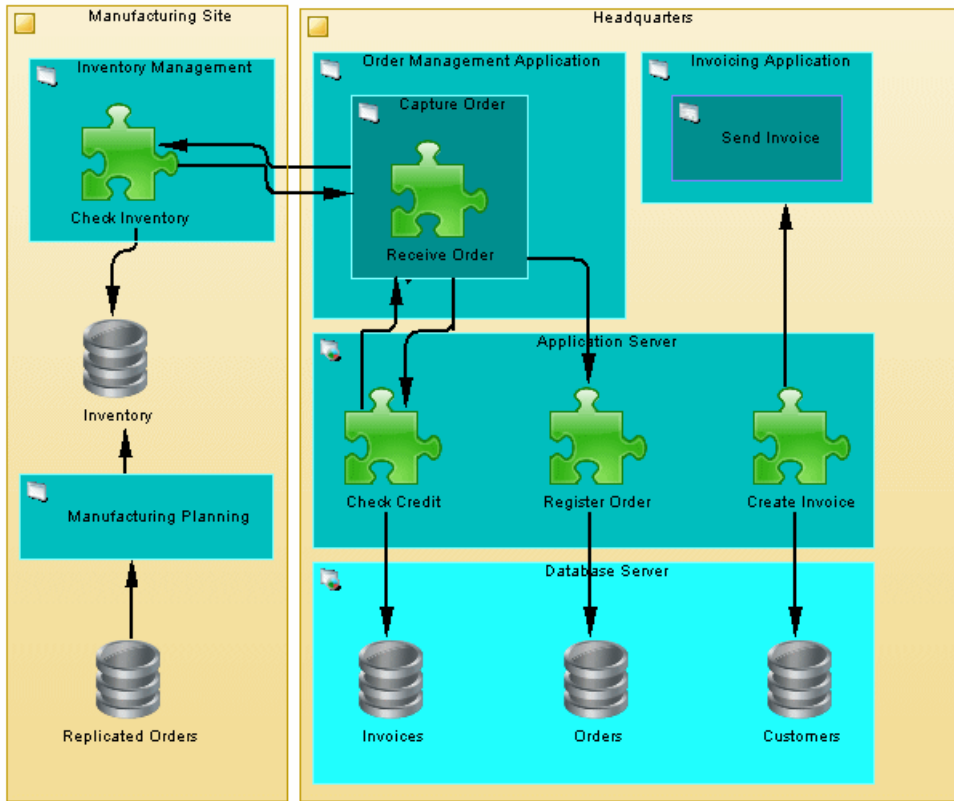 Manufacturing Site
Inventory Management
Check Inventory
Inventory
Manufacturing Planning
Replicated Orders
Headquarters
Order Management Application
Capture Order
Receive Order
Invoicing Application
Send Invoice
Application Server
Check Credit
Register Order
Create Invoice
Database Server
Invoices
Orders
Customers